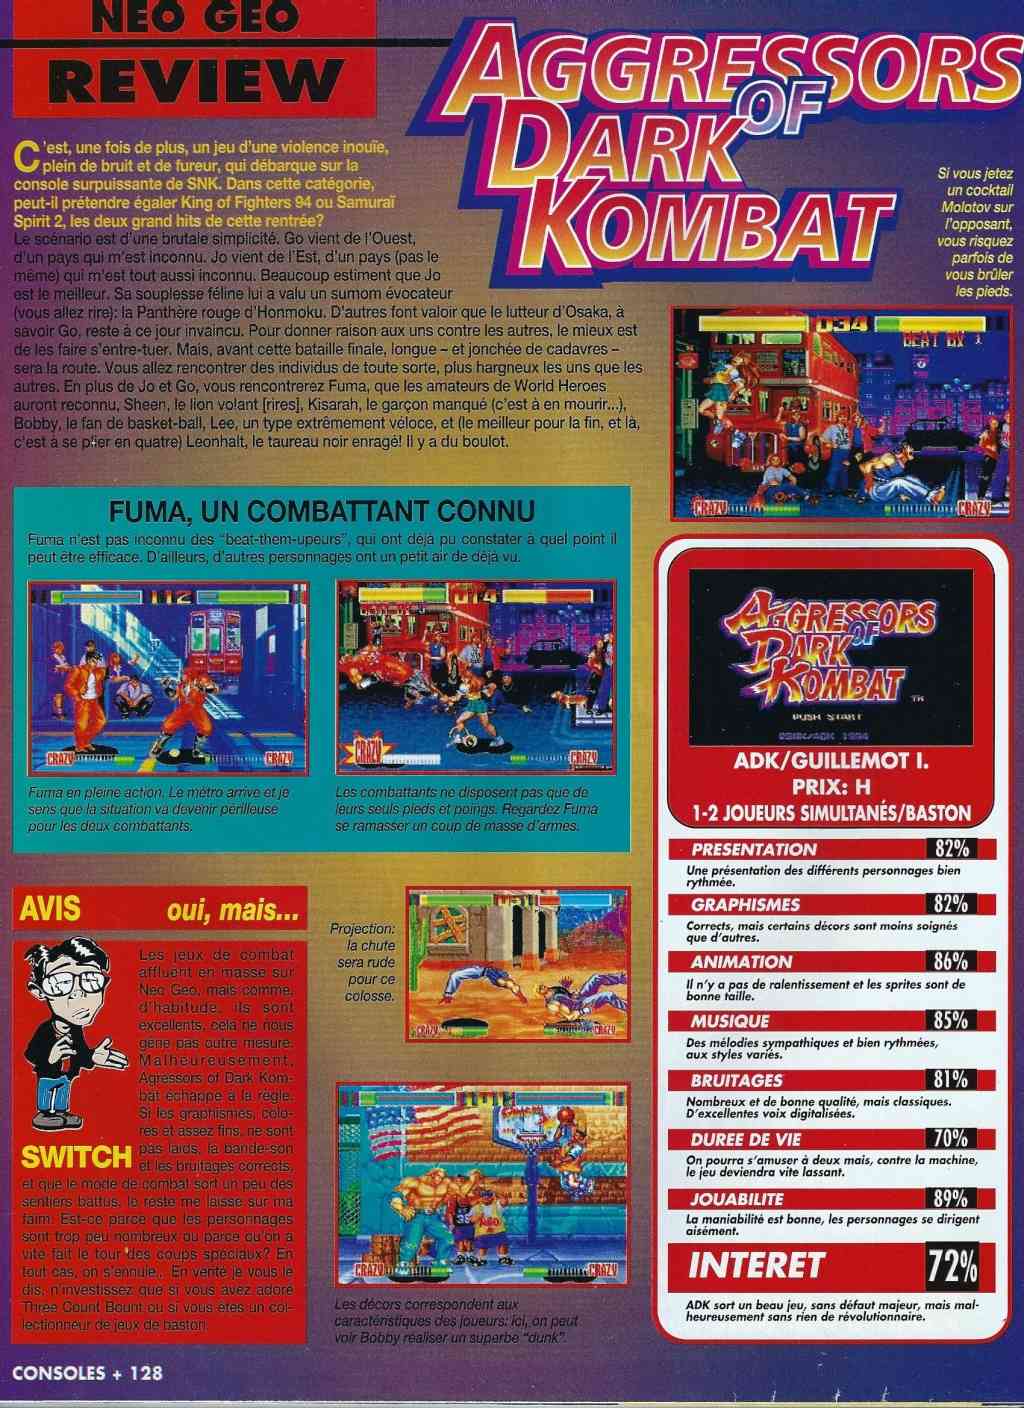 NEO GEO
REVIEW
AGGRESSORS
OF
DARK
KOMBAT
C'est, une fois de plus, un jeu d'une violence inouïe,
plein de bruit et de fureur, qui débarque sur la
console surpuissante de SNK. Dans cette catégorie,
peut-il prétendre égaler King of Fighters 94 ou Samuraï
Spirit 2, les deux grand hits de cette rentrée?
Le scénario est d'une brutale simplicité. Go vient de l'Ouest,
d'un pays qui m'est inconnu. Jo vient de l'Est, d'un pays (pas le
même) qui m'est tout aussi inconnu. Beaucoup estiment que Jo
est le meilleur. Sa souplesse féline lui a valu un surnom évocateur
(vous allez rire): la Panthère rouge d'Honmoku. D'autres font valoir que le lutteur d'Osaka, à
savoir Go, reste à ce jour invaincu. Pour donner raison aux uns contre les autres, le mieux est
de les faire s'entre-tuer. Mais, avant cette bataille finale, longue – et jonchée de cadavres –
sera la route. Vous allez rencontrer des individus de toute sorte, plus hargneux les uns que les
autres. En plus de Jo et Go, vous rencontrerez Fuma, que les amateurs de World Heroes
auront reconnu, Sheen, le lion volant [rires], Kisarah, le garçon manqué (c'est à en mourir...),
Bobby, le fan de basket-ball, Lee, un type extrêmement véloce, et (le meilleur pour la fin, et là,
c'est à se plier en quatre) Leonhalt, le taureau noir enragé! Il y a du boulot.
Si vous jetez
un cocktail
Molotov sur
l'opposant,
vous risquez
parfois de
vous brûler
les pieds.
034
BEAT BY
CRAZY
CRAZY
FUMA, UN COMBATTANT CONNU
Fuma n'est pas inconnu des "beat-them-upeurs", qui ont déjà pu constater à quel point il
peut être efficace. D'ailleurs, d'autres personnages ont un petit air de déjà vu.
112
CRAZY
CRAZY
014
CRAZY
CRAZY
Fuma en pleine action. Le métro arrive et je
sens que la situation va devenir périlleuse
pour les deux combattants.
Les combattants ne disposent pas que de
leurs seuls pieds et poings. Regardez Fuma
se ramasser un coup de masse d'armes.
AVIS
oui, mais...
Les jeux de combat
affluent en masse sur
Neo Geo, mais comme,
d'habitude, ils sont
excellents, cela ne nous
gêne pas outre mesure.
Malheureusement,
Agressors of Dark Kom-
bat échappe à la règle.
Si les graphismes, colo-
rés et assez fins, ne sont
pas laids, la bande-son
et les bruitages corrects,
et que le mode de combat sort un peu des
sentiers battus, le reste me laisse sur ma
faim. Est-ce parce que les personnages
sont trop peu nombreux ou parce qu'on a
vite fait le tour des coups spéciaux? En
tout cas, on s'ennuie... En vérité je vous le
dis, n'investissez que si vous avez adoré
Three Count Bount ou si vous êtes un col-
lectionneur de jeux de baston.
SWITCH
Projection:
la chute
sera rude
pour ce
colosse.
CRAZY
CRAZY
CRAZY
CRAZY
Les décors correspondent aux
caractéristiques des joueurs: ici, on peut
voir Bobby réaliser un superbe "dunk".
AGGRESSORS
OF
DARK
KOMBAT
TM
PUSH START
©SNK/ADK 1994
ADK/GUILLEMOT I.
PRIX: H
1-2 JOUEURS SIMULTANÉS/BASTON
PRESENTATION 82%
Une présentation des différents personnages bien
rythmée.
GRAPHISMES 82%
Corrects, mais certains décors sont moins soignés
que d'autres.
ANIMATION 86%
Il n'y a pas de ralentissement et les sprites sont de
bonne taille.
MUSIQUE 85%
Des mélodies sympathiques et bien rythmées,
aux styles variés.
BRUITAGES 81%
Nombreux et de bonne qualité, mais classiques.
D'excellentes voix digitalisées.
DUREE DE VIE 70%
On pourra s'amuser à deux mais, contre la machine,
le jeu deviendra vite lassant.
JOUABILITE 89%
La maniabilité est bonne, les personnages se dirigent
aisément.
INTERET 72%
ADK sort un beau jeu, sans défaut majeur, mais mal-
heureusement sans rien de révolutionnaire.
CONSOLES + 128